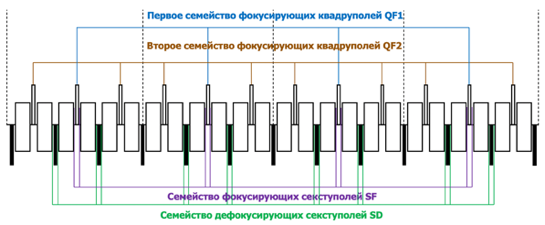 Первое семейство фокусирующих квадруполей QF1
Второе семейство фокусирующих квадруполей QF2
Семейство фокусирующих секступолей SF
Семейство дефокусирующих секступолей SD